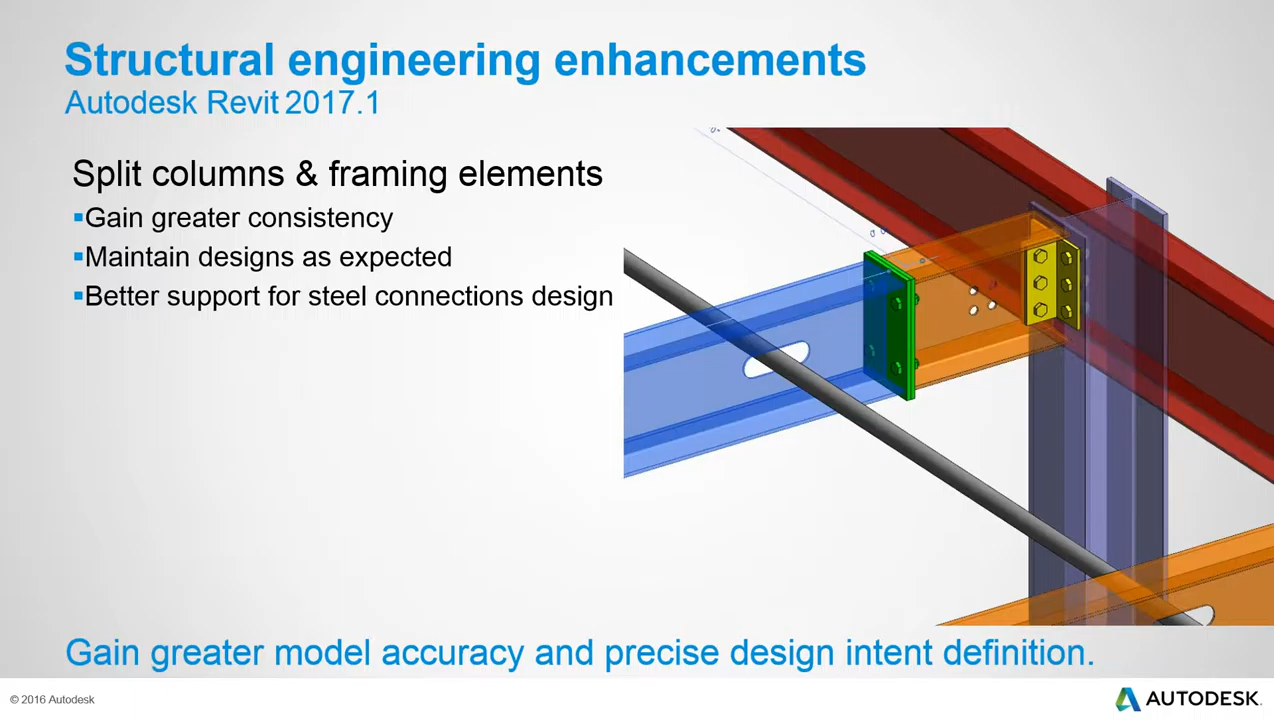 Structural engineering enhancements
Autodesk Revit 2017.1
Split columns & framing elements
▪Gain greater consistency
▪Maintain designs as expected
▪Better support for steel connections design
Gain greater model accuracy and precise design intent definition.
© 2016 Autodesk
AUTODESK.